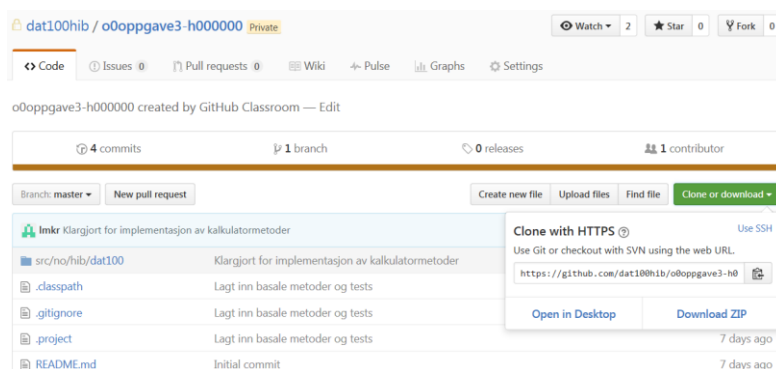 dat100hib / o0oppgave3-h000000 Private
Watch 2 Star 0 Fork 0
Code Issues 0 Pull requests 0 Wiki Pulse Graphs Settings
o0oppgave3-h000000 created by GitHub Classroom — Edit
4 commits 1 branch 0 releases 1 contributor
Branch: master New pull request Create new file Upload files Find file Clone or download
lmkr Klargjort for implementasjon av kalkulatormetoder
Clone with HTTPS Use SSH
Use Git or checkout with SVN using the web URL.
https://github.com/dat100hib/o0oppgave3-h0
Open in Desktop Download ZIP
src/no/hib/dat100 Klargjort for implementasjon av kalkulatormetoder
.classpath Lagt inn basale metoder og tests
.gitignore Lagt inn basale metoder og tests
.project Lagt inn basale metoder og tests 7 days ago
README.md Initial commit 7 days ago